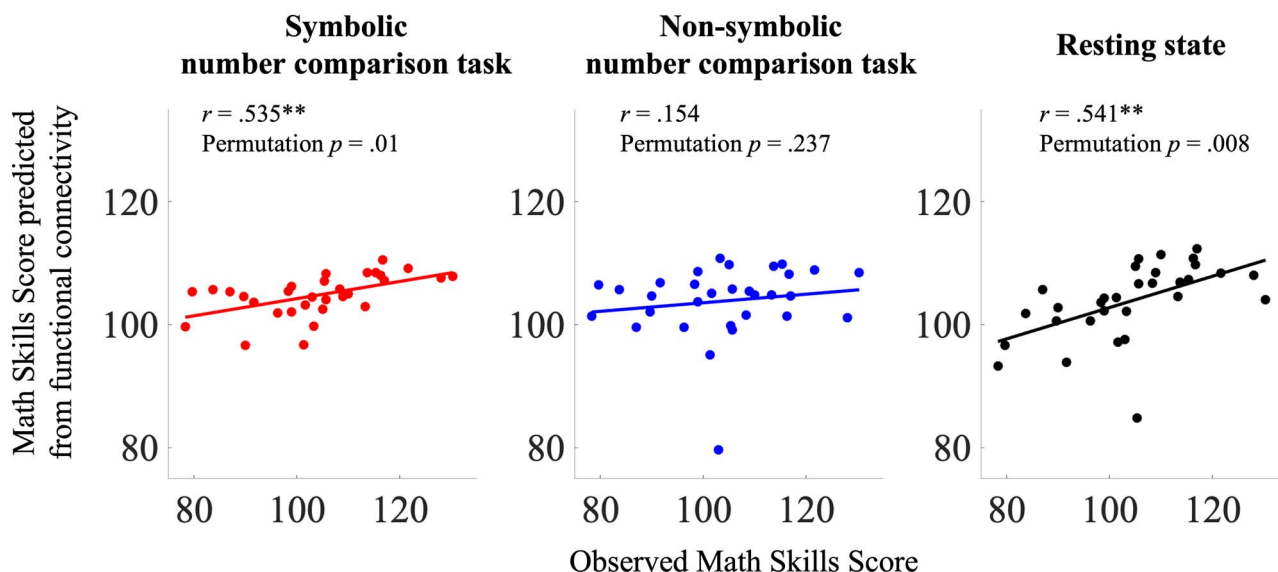 Symbolic
number comparison task
Non-symbolic
number comparison task
Resting state
r = .535**
Permutation p = .01
r = .154
Permutation p = .237
r = .541**
Permutation p = .008
Math Skills Score predicted
from functional connectivity
120
100
80
80 100 120
120
100
80
80 100 120
120
100
80
80 100 120
Observed Math Skills Score